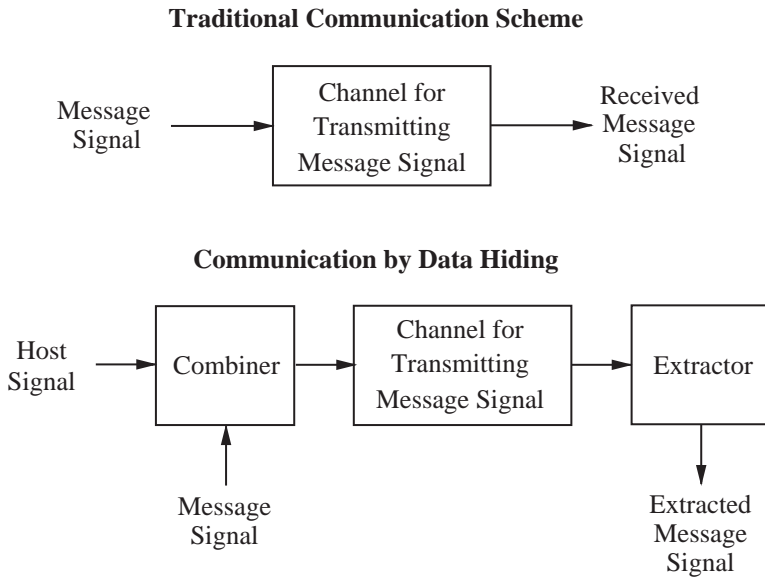 Traditional Communication Scheme
Message
Signal
Channel for
Transmitting
Message Signal
Received
Message
Signal
Communication by Data Hiding
Host
Signal
Combiner
Channel for
Transmitting
Message Signal
Extractor
Message
Signal
Extracted
Message
Signal